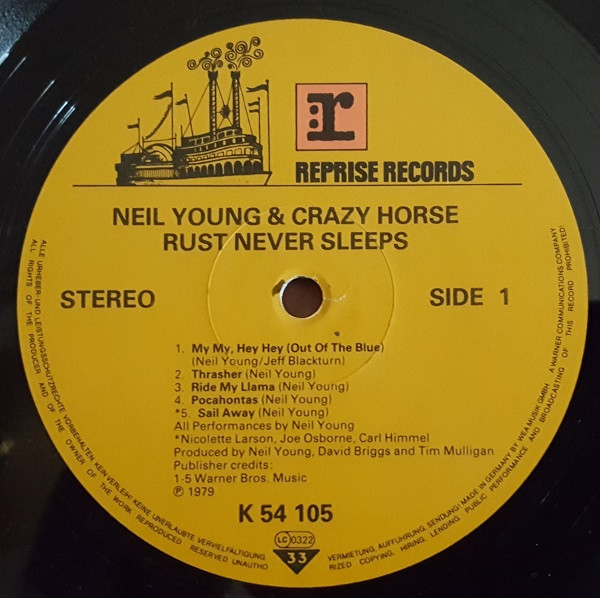 r
REPRISE RECORDS
NEIL YOUNG & CRAZY HORSE
RUST NEVER SLEEPS
STEREO
SIDE 1
1. My My, Hey Hey (Out Of The Blue)
(Neil Young/Jeff Blackturn)
2. Thrasher (Neil Young)
3. Ride My Llama (Neil Young)
4. Pocahontas (Neil Young)
*5. Sail Away (Neil Young)
All Performances by Neil Young
*Nicolette Larson, Joe Osborne, Carl Himmel
Produced by Neil Young, David Briggs and Tim Mulligan
Publisher credits:
1-5 Warner Bros. Music
℗ 1979
K 54 105
LC 0322
33
ALLE URHEBER- UND LEISTUNGSSCHUTZRECHTE VORBEHALTEN. KEIN VERLEIH! KEINE UNERLAUBTE VERVIELFÄLTIGUNG, VERMIETUNG, AUFFÜHRUNG, SENDUNG! MADE IN GERMANY BY WEA MUSIK GMBH. A WARNER COMMUNICATIONS COMPANY.
ALL RIGHTS OF THE PRODUCER AND OF THE OWNER OF THE WORK REPRODUCED RESERVED UNAUTHORIZED COPYING, HIRING, LENDING, PUBLIC PERFORMANCE AND BROADCASTING OF THIS RECORD PROHIBITED!